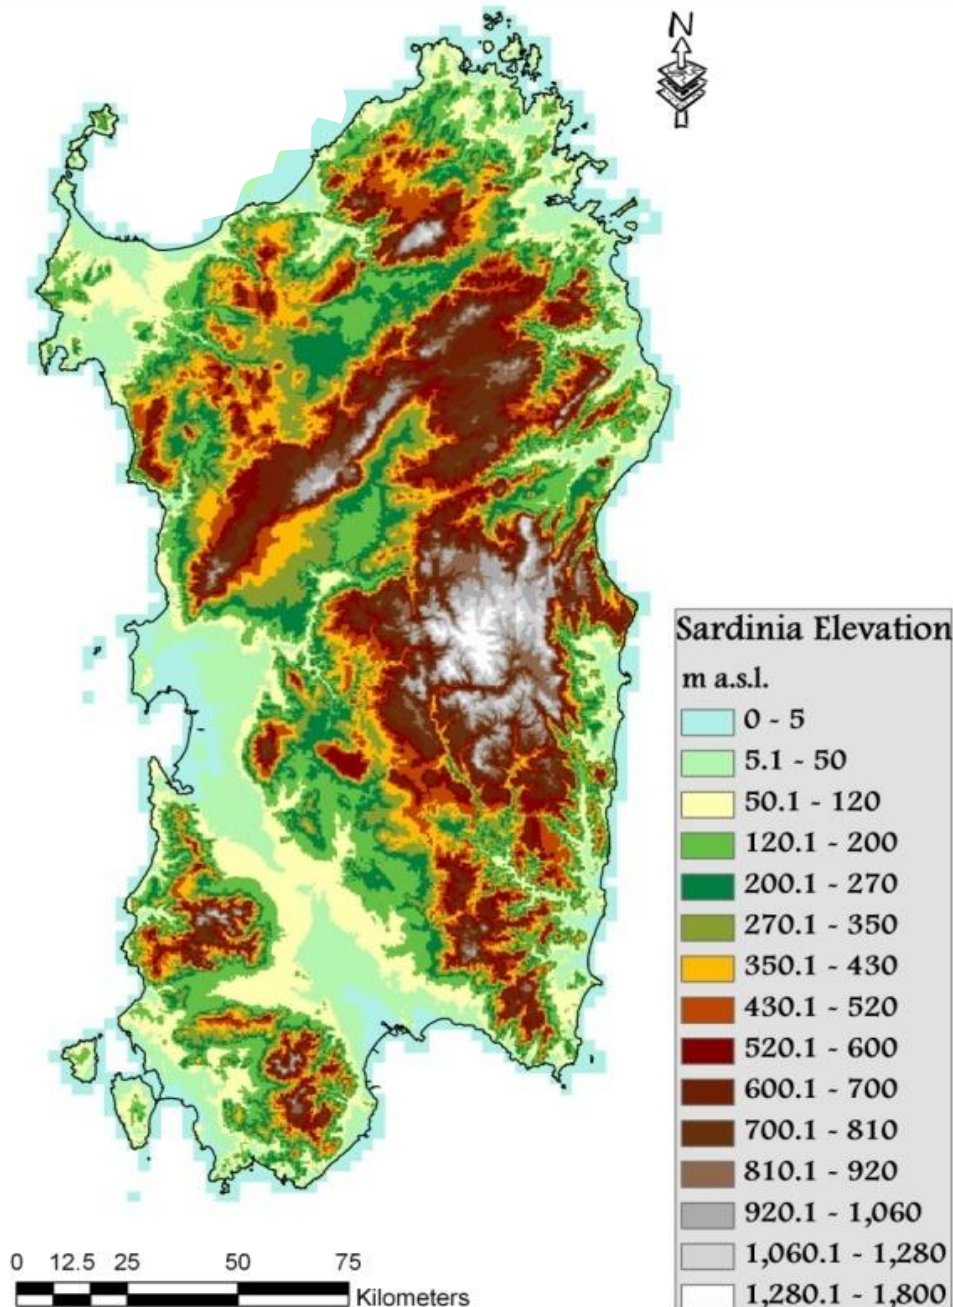 N
Sardinia Elevation
m a.s.l.
0 - 5
5.1 - 50
50.1 - 120
120.1 - 200
200.1 - 270
270.1 - 350
350.1 - 430
430.1 - 520
520.1 - 600
600.1 - 700
700.1 - 810
810.1 - 920
920.1 - 1,060
1,060.1 - 1,280
1,280.1 - 1,800
0 12.5 25 50 75
Kilometers